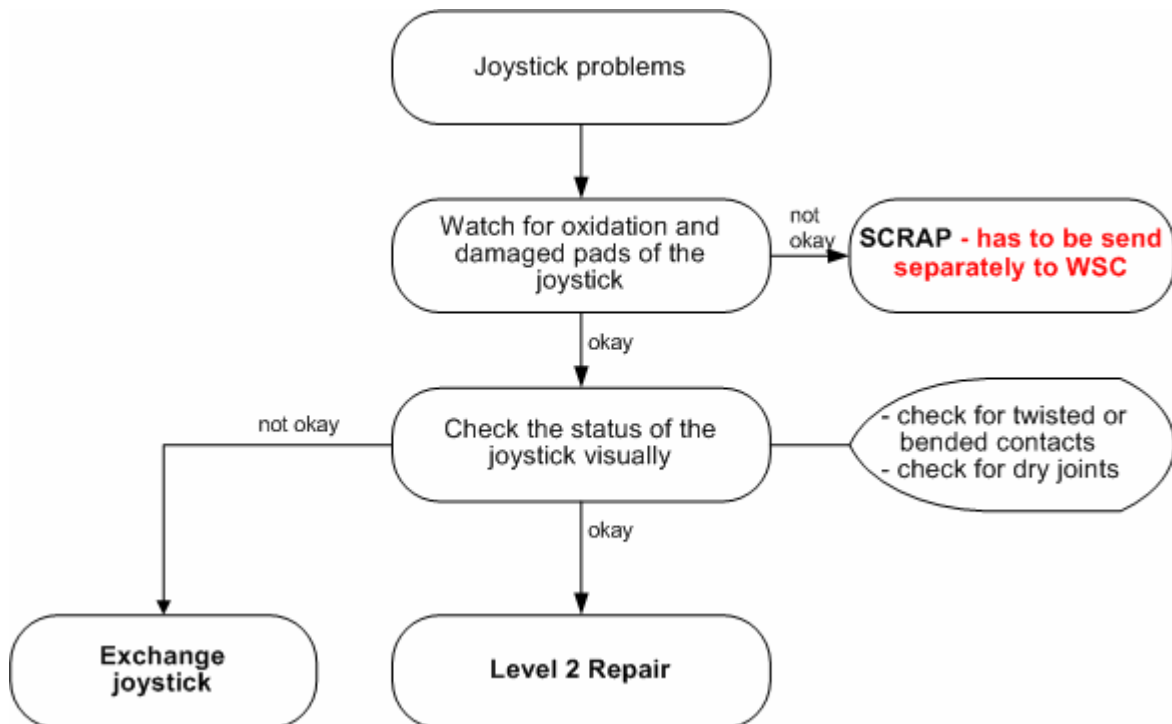 Joystick problems
Watch for oxidation and
damaged pads of the
joystick
not
okay
SCRAP - has to be send
separately to WSC
okay
Check the status of the
joystick visually
not okay
- check for twisted or
bended contacts
- check for dry joints
okay
Exchange
joystick
Level 2 Repair